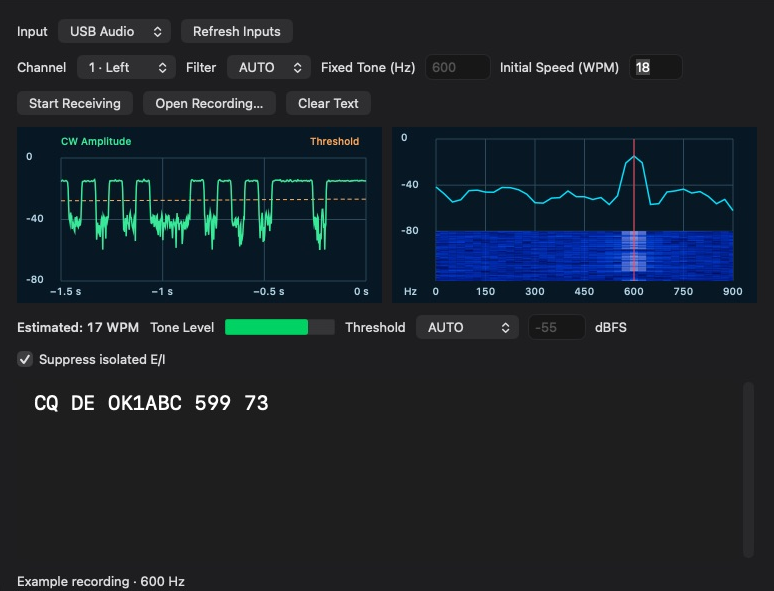 Input USB Audio Refresh Inputs
Channel 1 · Left Filter AUTO Fixed Tone (Hz) 600 Initial Speed (WPM) 18
Start Receiving Open Recording... Clear Text
CW Amplitude Threshold
0
-40
-80
−1.5 s −1 s −0.5 s 0 s
0
-40
-80
Hz 0 150 300 450 600 750 900
Estimated: 17 WPM Tone Level Threshold AUTO -55 dBFS
Suppress isolated E/I
CQ DE OK1ABC 599 73
Example recording · 600 Hz